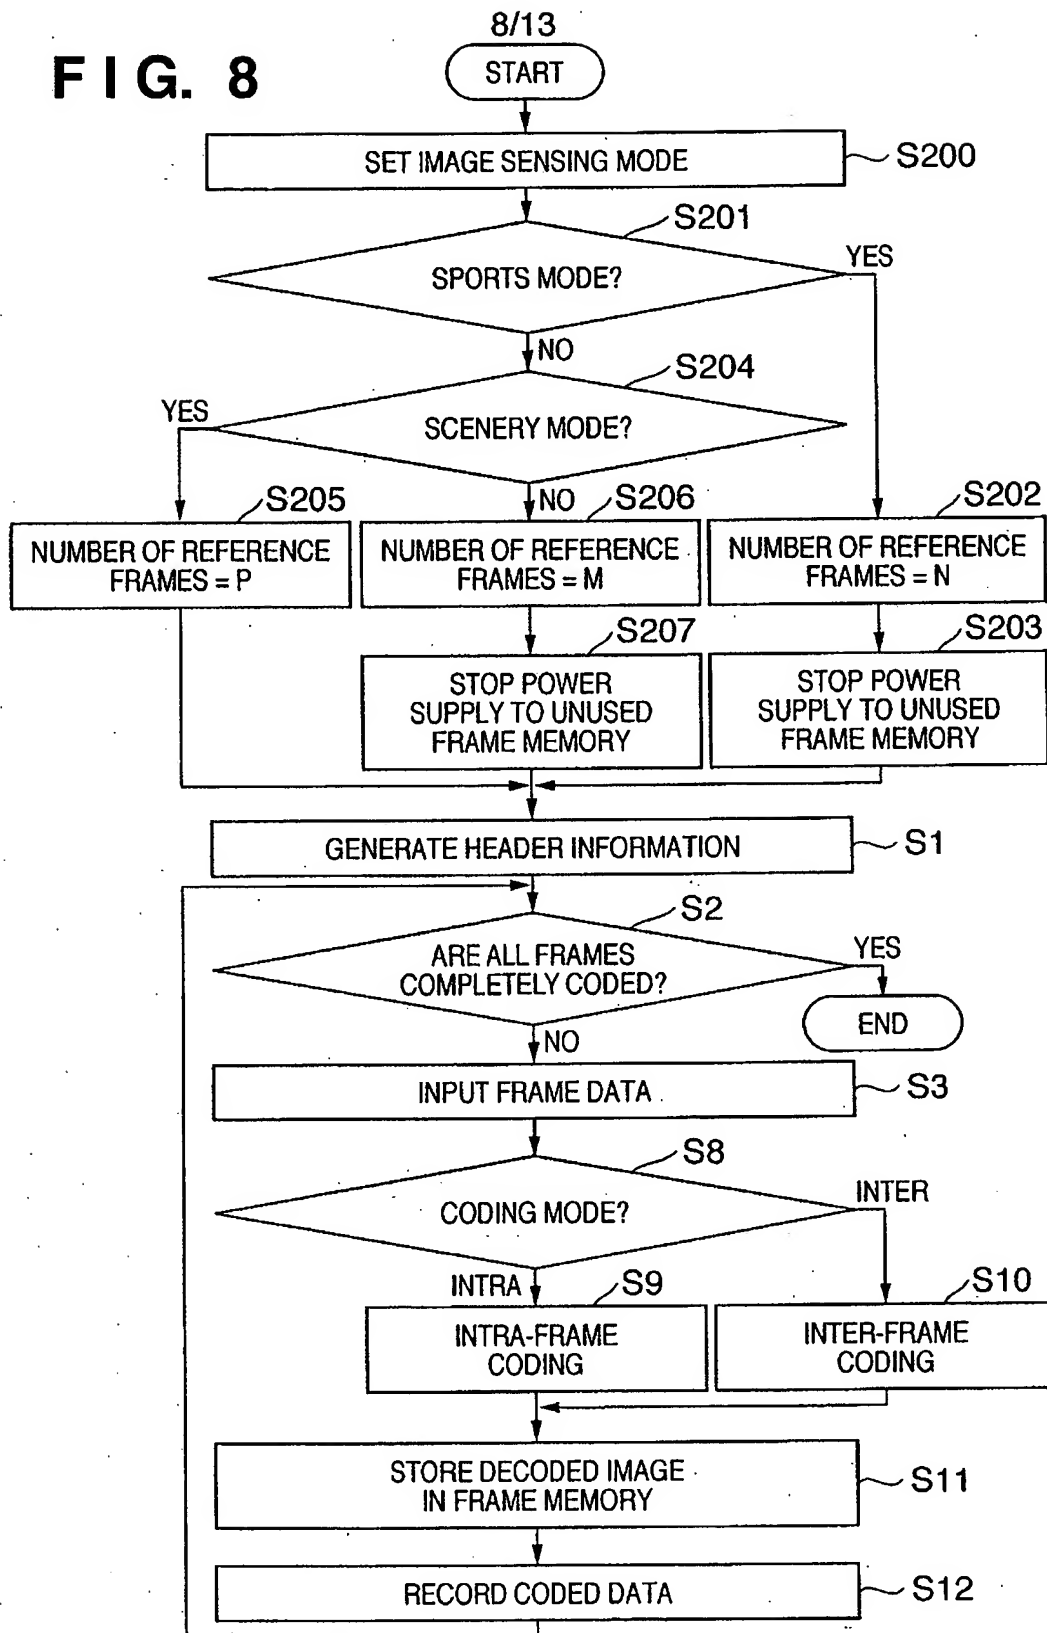 8/13
FIG. 8
START
SET IMAGE SENSING MODE
S200
S201
SPORTS MODE?
YES
NO
S204
YES
SCENERY MODE?
S205
NO
S206
S202
NUMBER OF REFERENCE
FRAMES = P
NUMBER OF REFERENCE
FRAMES = M
NUMBER OF REFERENCE
FRAMES = N
S207
S203
STOP POWER
SUPPLY TO UNUSED
FRAME MEMORY
STOP POWER
SUPPLY TO UNUSED
FRAME MEMORY
GENERATE HEADER INFORMATION
S1
S2
ARE ALL FRAMES
COMPLETELY CODED?
YES
END
NO
INPUT FRAME DATA
S3
S8
CODING MODE?
INTER
INTRA
S9
S10
INTRA-FRAME
CODING
INTER-FRAME
CODING
STORE DECODED IMAGE
IN FRAME MEMORY
S11
RECORD CODED DATA
S12